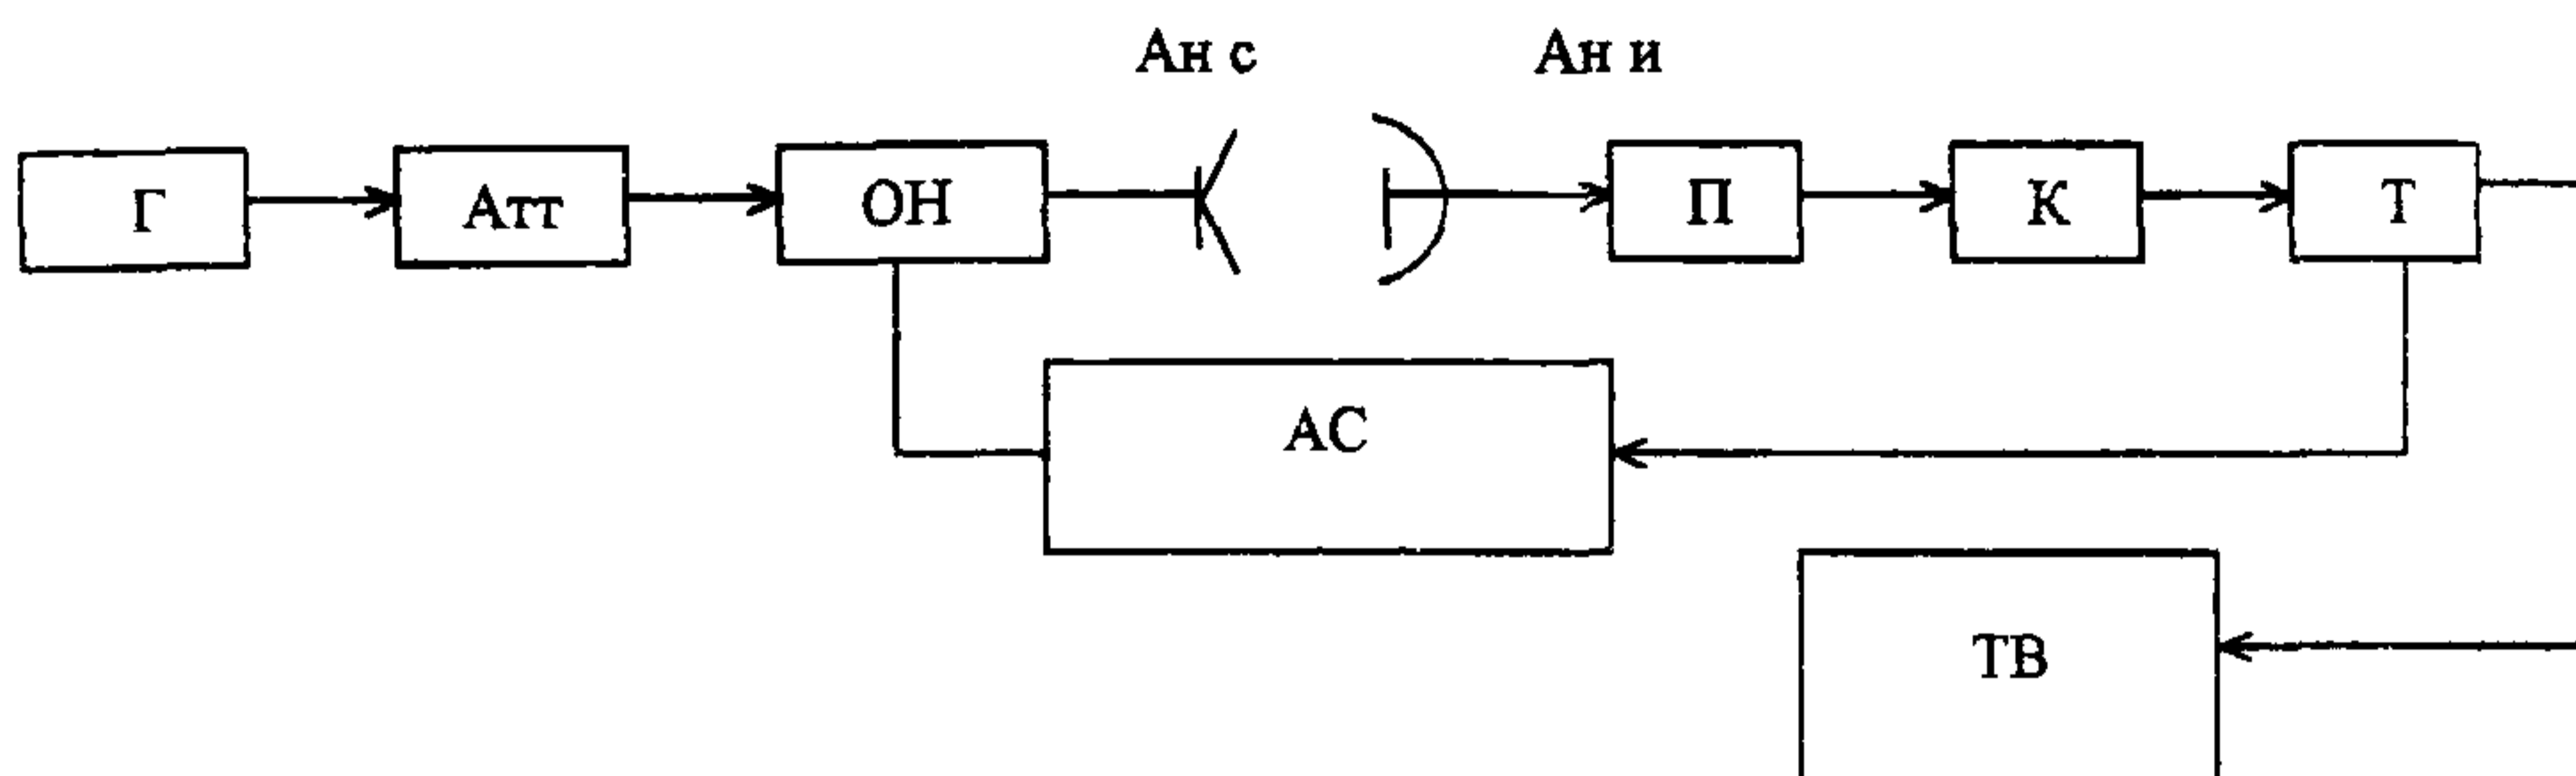 Ан с Ан и
Г Атт ОН П К Т
АС
ТВ